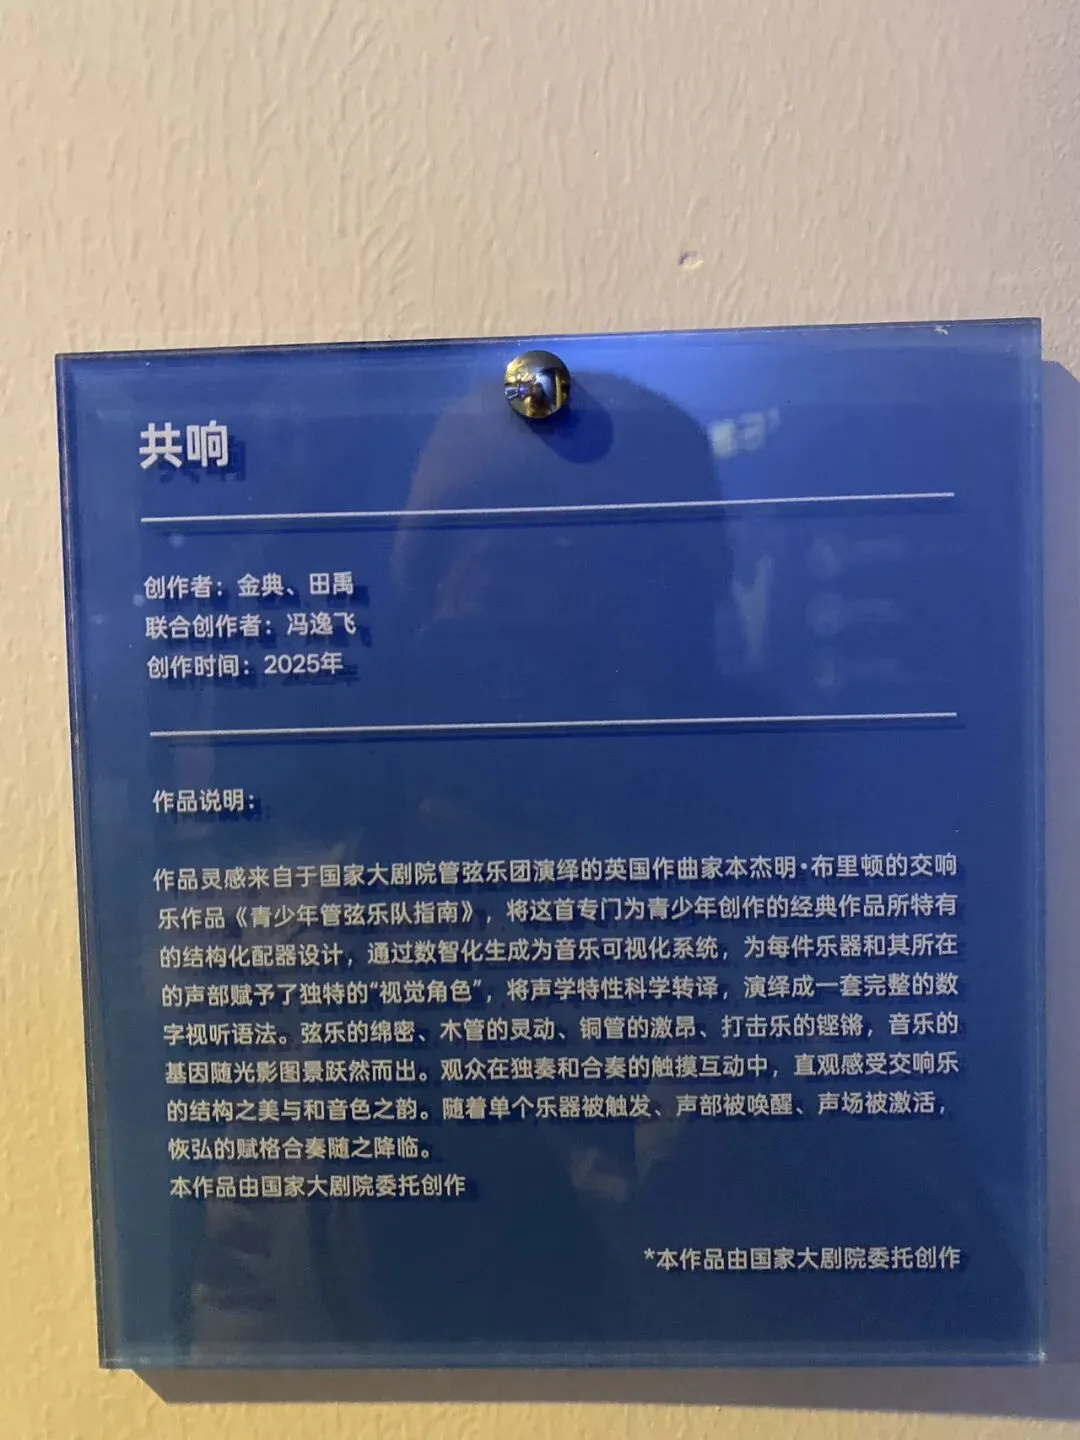 共响
创作者：金典、田禹
联合创作者：冯逸飞
创作时间：2025年
作品说明：
作品灵感来自于国家大剧院管弦乐团演绎的英国作曲家本杰明·布里顿的交响
乐作品《青少年管弦乐队指南》，将这首专门为青少年创作的经典作品所特有
的结构化配器设计，通过数智化生成为音乐可视化系统，为每件乐器和其所在
的声部赋予了独特的“视觉角色”，将声学特性科学转译，演绎成一套完整的数
字视听语法。弦乐的绵密、木管的灵动、铜管的激昂、打击乐的铿锵，音乐的
基因随光影图景跃然而出。观众在独奏和合奏的触摸互动中，直观感受交响乐
的结构之美与和音色之韵。随着单个乐器被触发、声部被唤醒、声场被激活，
恢弘的赋格合奏随之降临。
本作品由国家大剧院委托创作
*本作品由国家大剧院委托创作